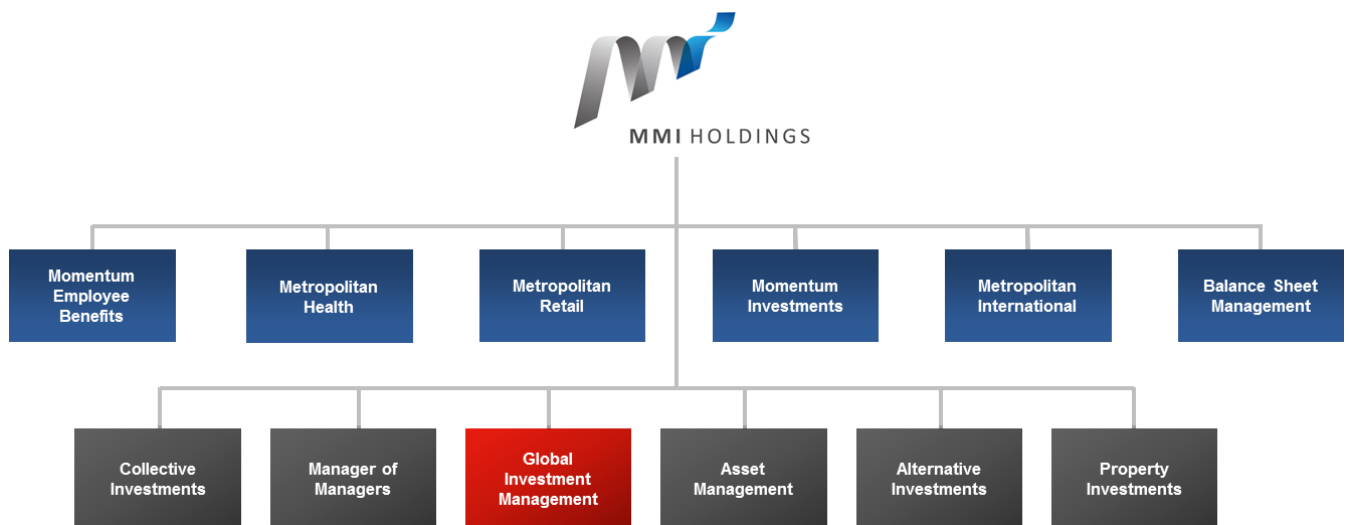 MMI HOLDINGS
Momentum
Employee
Benefits
Metropolitan
Health
Metropolitan
Retail
Momentum
Investments
Metropolitan
International
Balance Sheet
Management
Collective
Investments
Manager of
Managers
Global
Investment
Management
Asset
Management
Alternative
Investments
Property
Investments